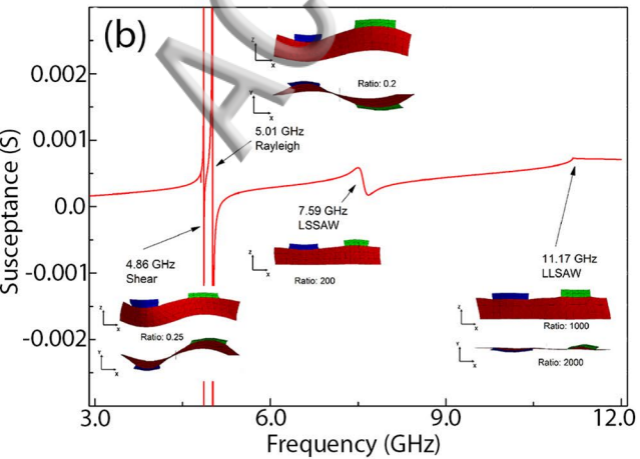 (b)
Susceptance (S)
0.002
0.001
0.0
-0.001
-0.002
3.0
6.0
9.0
12.0
Frequency (GHz)
Z
X
Y
X
Ratio: 0.2
5.01 GHz
Rayleigh
4.86 GHz
Shear
Z
X
Ratio: 0.25
Y
X
7.59 GHz
LSSAW
Z
X
Ratio: 200
11.17 GHz
LLSAW
Z
X
Ratio: 1000
Y
X
Ratio: 2000
AC